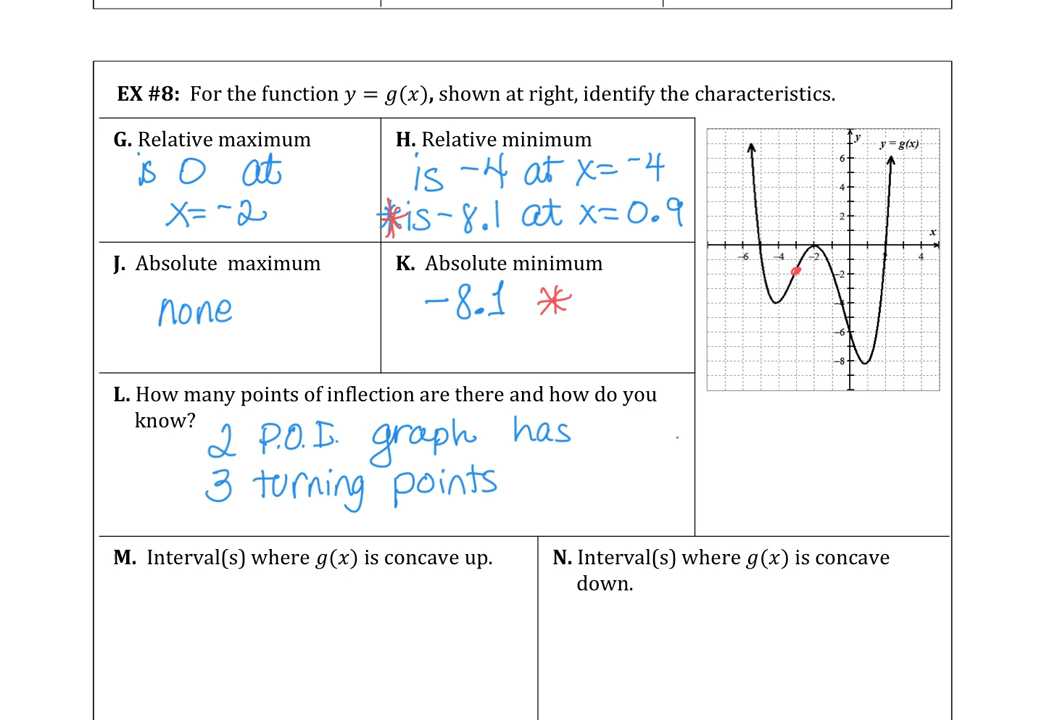 EX #8: For the function y = g(x), shown at right, identify the characteristics.
G. Relative maximum
is 0 at
x= -2
H. Relative minimum
is -4 at x= -4
*is -8.1 at x=0.9
J. Absolute maximum
none
K. Absolute minimum
-8.1 *
y
y = g(x)
6
4
2
x
-6
-4
-2
4
-2
-6
-8
L. How many points of inflection are there and how do you
know?
2 P.O.I. graph has
3 turning points
M. Interval(s) where g(x) is concave up.
N. Interval(s) where g(x) is concave
down.